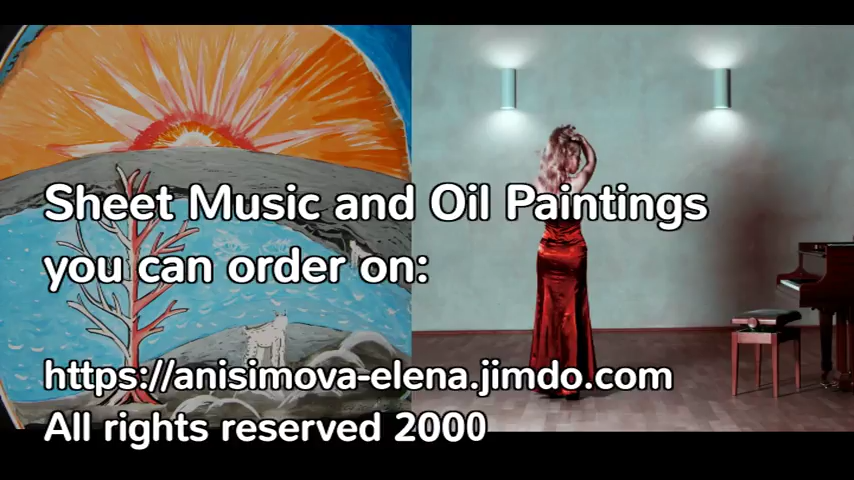 Sheet Music and Oil Paintings
you can order on:
https://anisimova-elena.jimdo.com
All rights reserved 2000